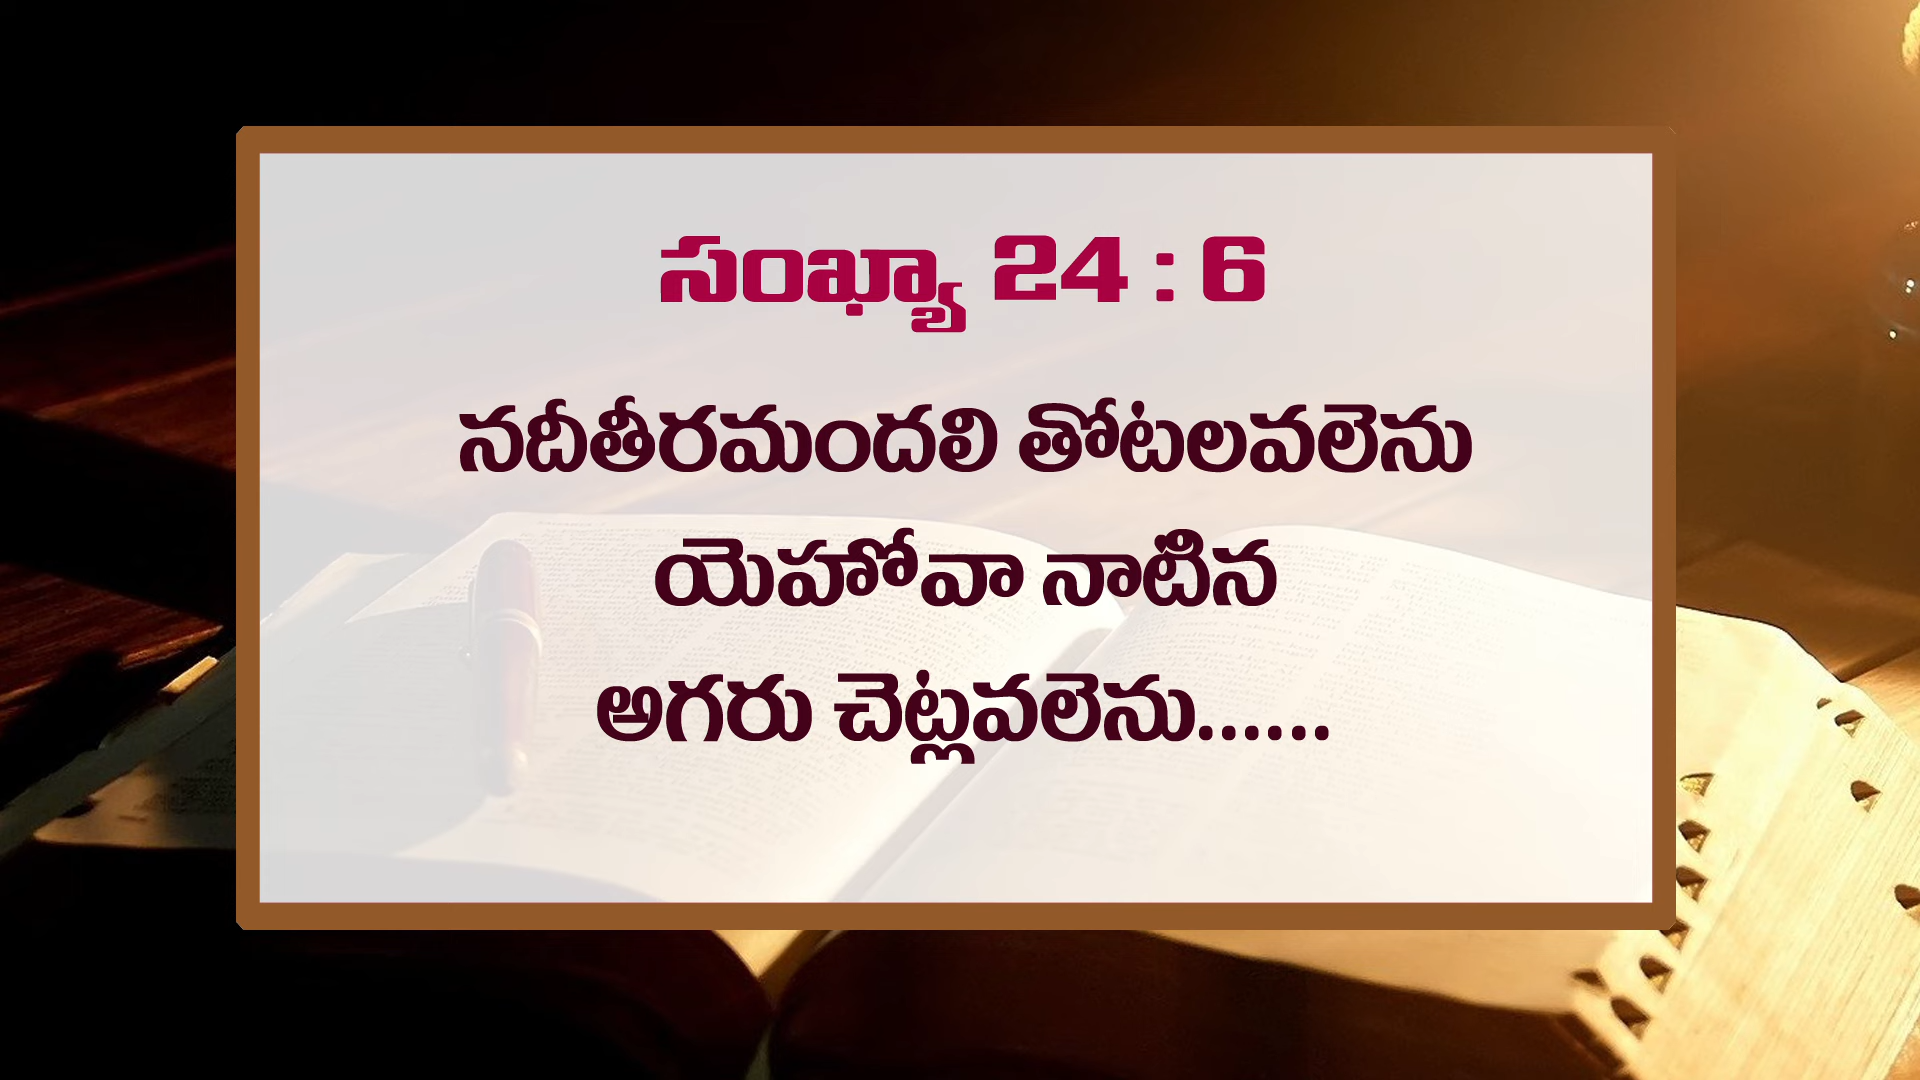 సంఖ్యా 24 : 6
నదీతీరమందలి తోటలవలెను
యెహోవా నాటిన
అగరు చెట్లవలెను......